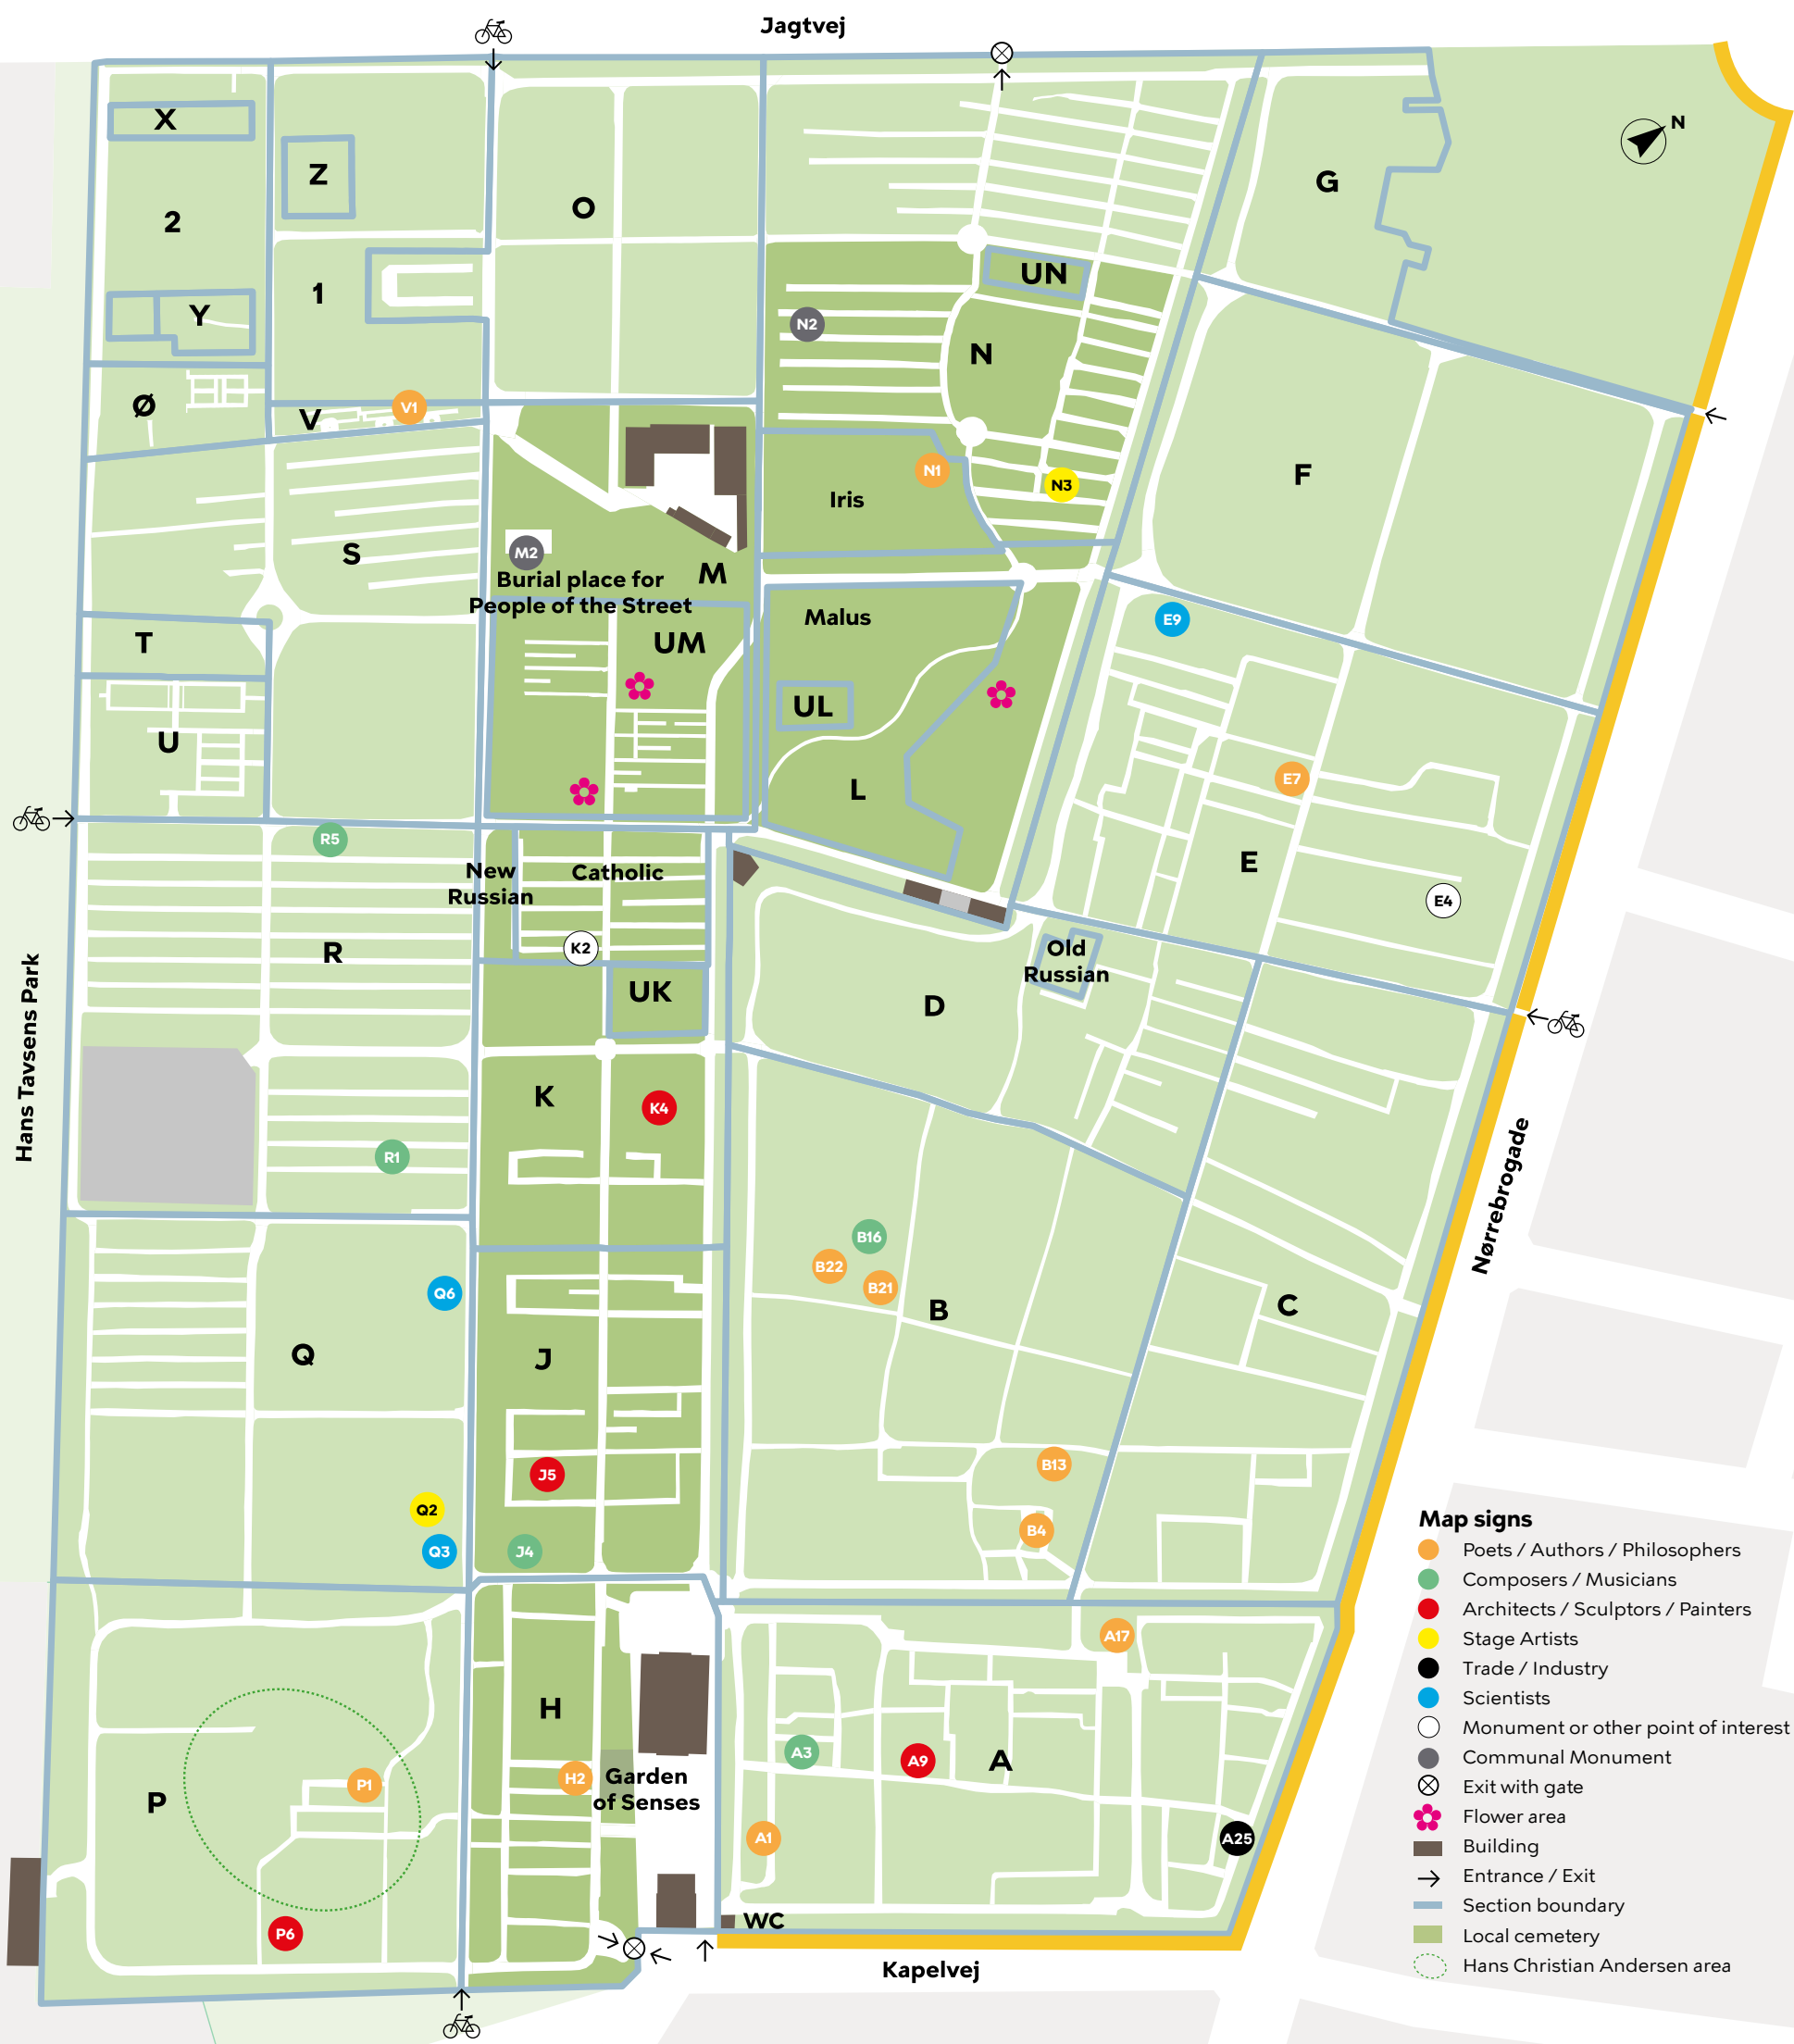 Jagtvej
N
X
Z
G
O
2
UN
1
Y
N2
N
Ø
V1
V
F
N1
N3
Iris
S
M2
Burial place for
People of the Street
M
E9
Malus
T
UM
UL
U
E7
L
R5
New
Russian
Catholic
E
E4
K2
Old
Russian
R
UK
D
Hans Tavsens Park
K
K4
R1
Nørrebrogade
B16
B22
B21
Q6
B
C
Q
J
B13
J5
Q2
B4
Q3
J4
A17
H
A3
A9
A
H2
Garden
of Senses
P1
P
A1
A25
P6
WC
Kapelvej
Map signs
Poets / Authors / Philosophers
Composers / Musicians
Architects / Sculptors / Painters
Stage Artists
Trade / Industry
Scientists
Monument or other point of interest
Communal Monument
Exit with gate
Flower area
Building
Entrance / Exit
Section boundary
Local cemetery
Hans Christian Andersen area